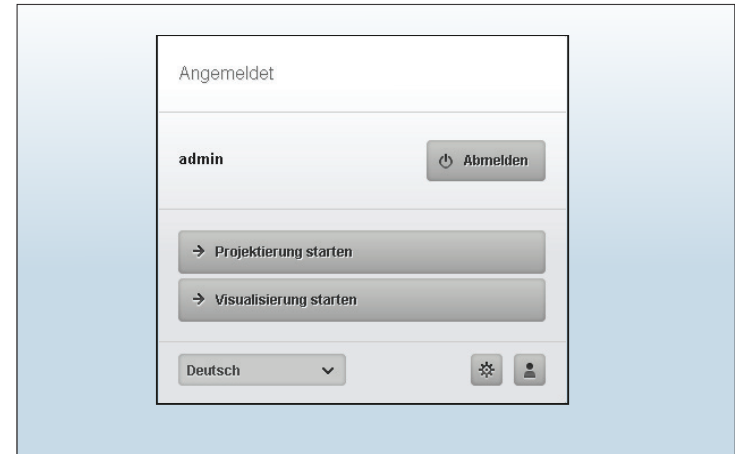 Angemeldet
admin
Abmelden
Projektierung starten
Visualisierung starten
Deutsch